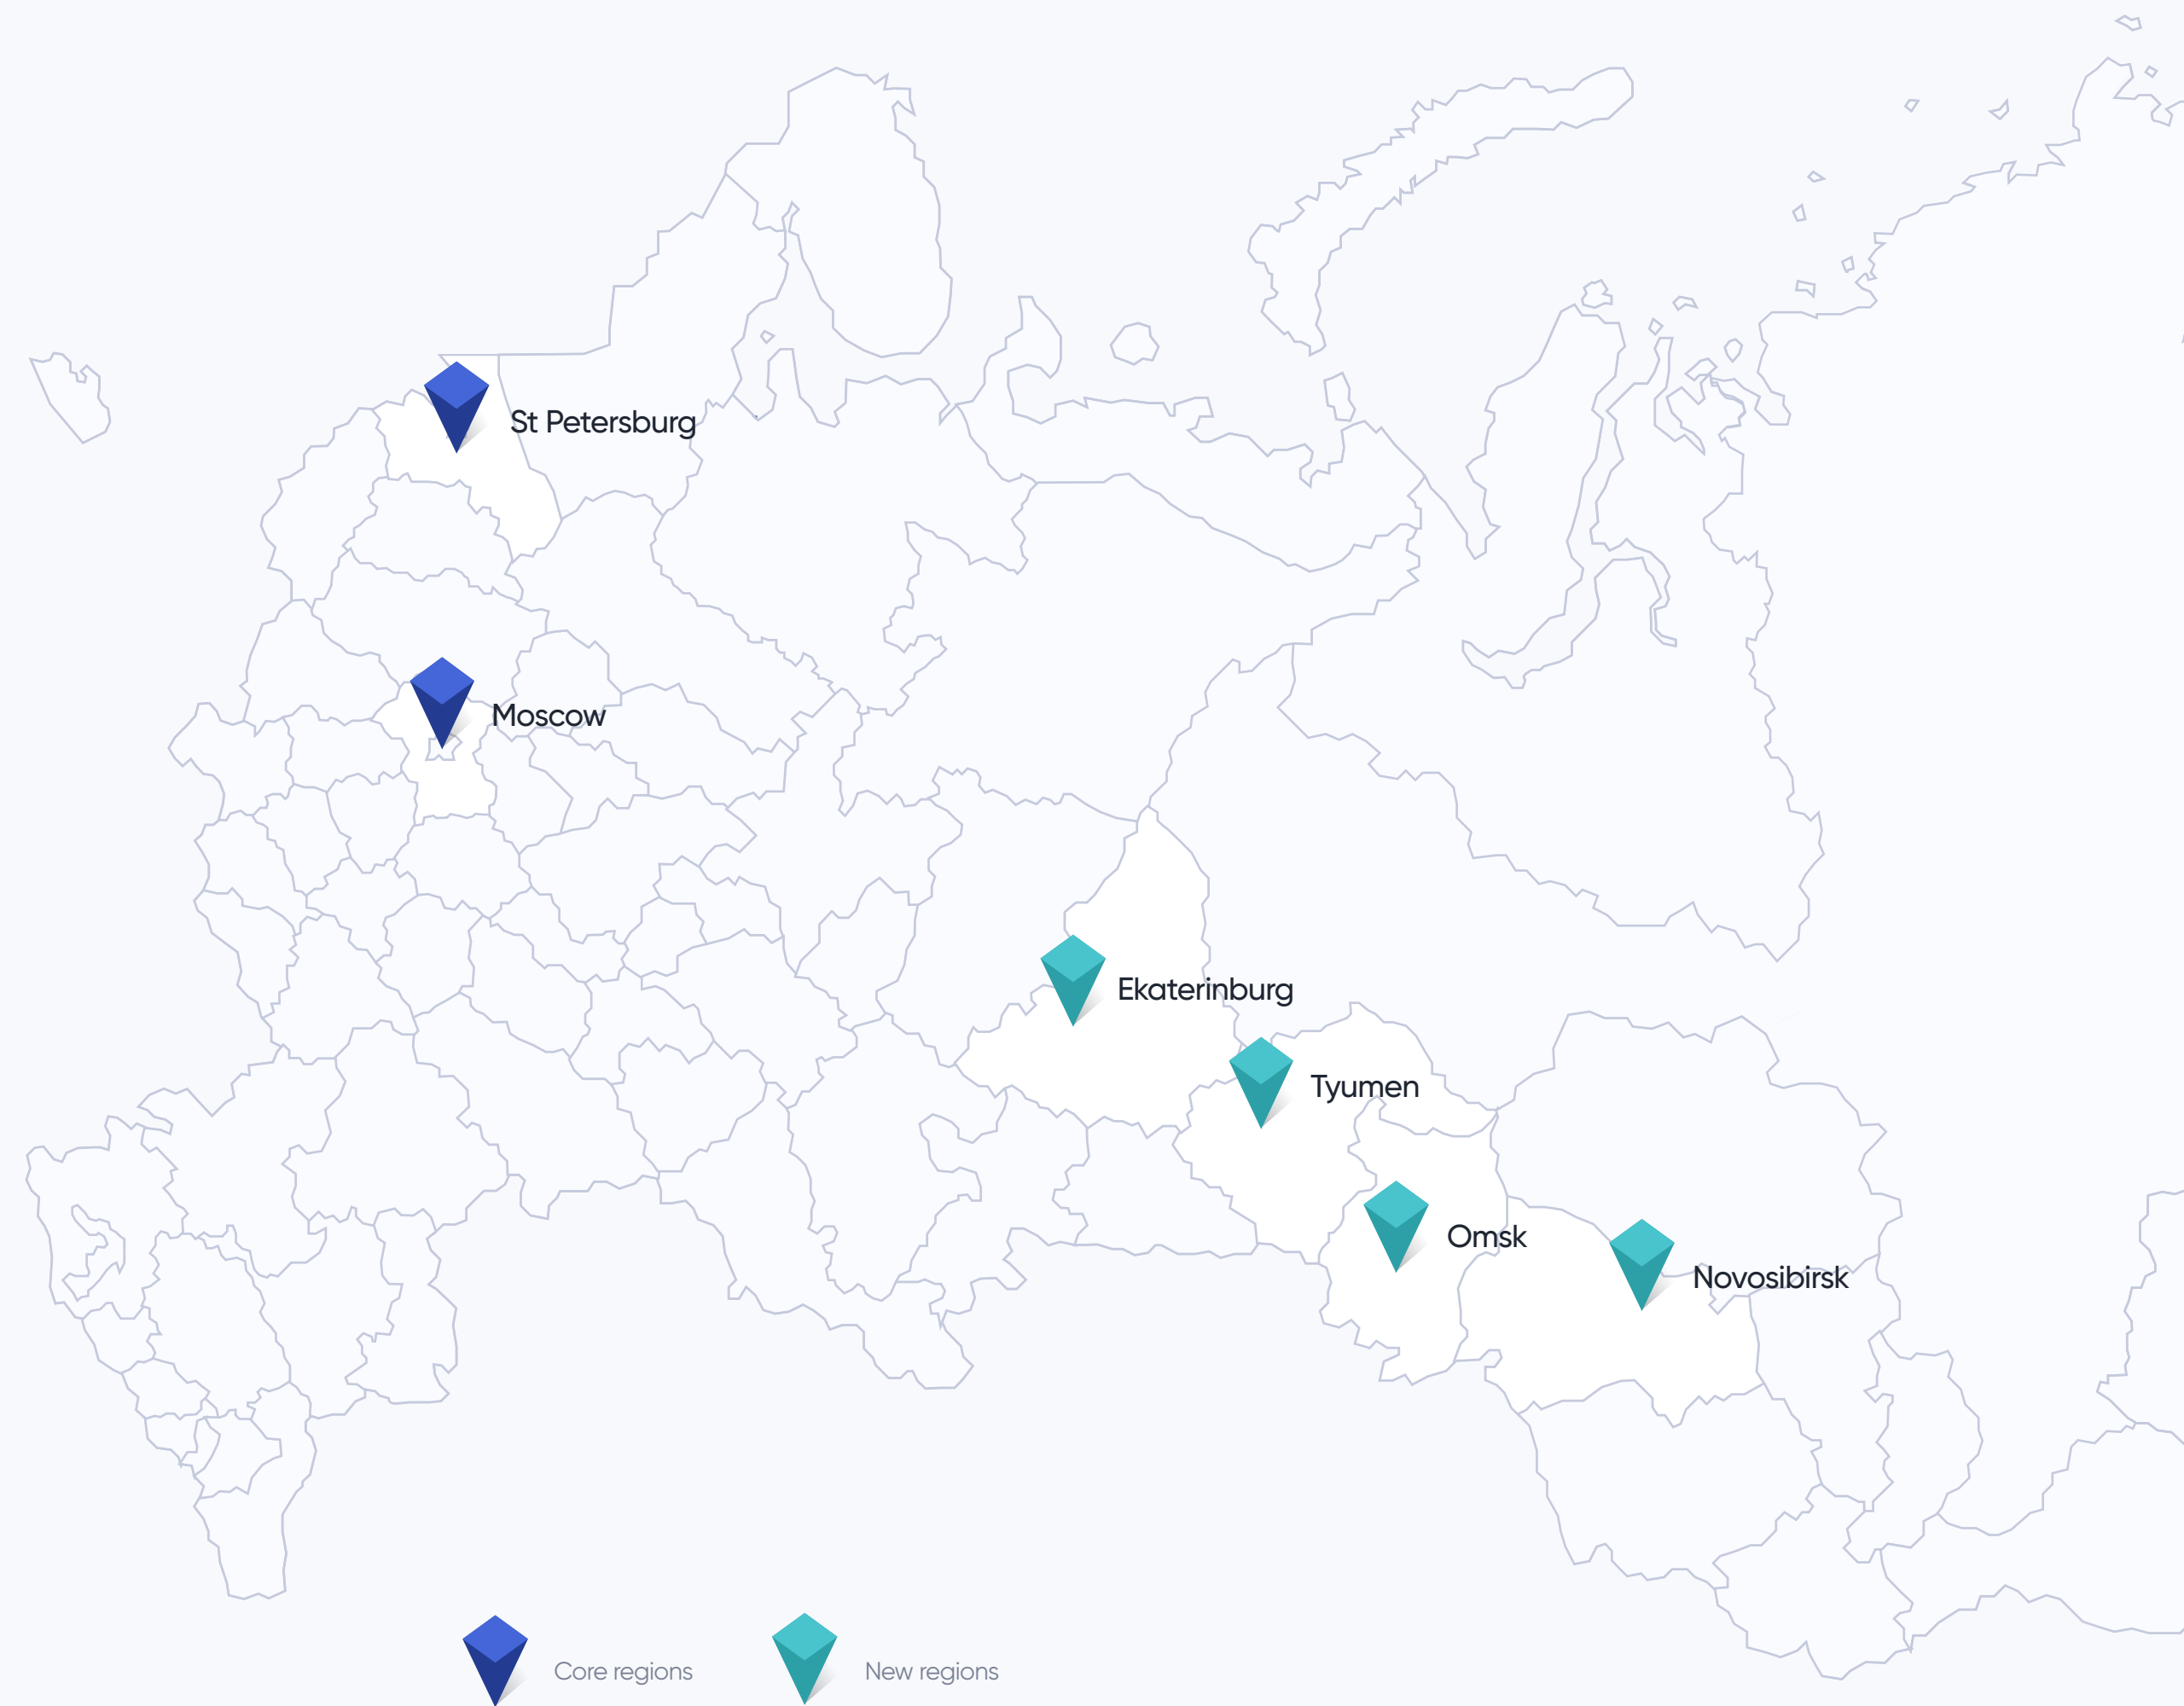 St Petersburg
Moscow
Ekaterinburg
Tyumen
Omsk
Novosibirsk
Core regions
New regions